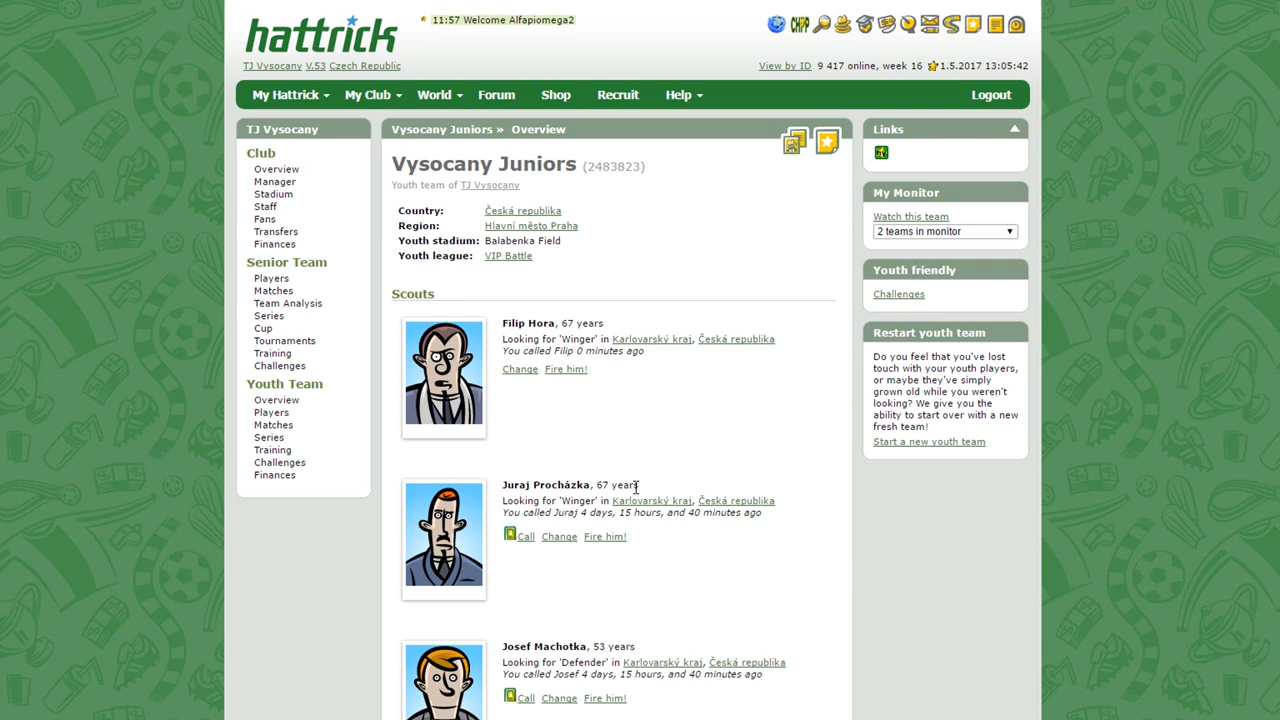 hattrick
11:57 Welcome Alfapiomega2
CHPP
TJ Vysocany V.53 Czech Republic
View by ID 9 417 online, week 16 1.5.2017 13:05:42
My Hattrick My Club World Forum Shop Recruit Help Logout
TJ Vysocany
Club
Overview
Manager
Stadium
Staff
Fans
Transfers
Finances
Senior Team
Players
Matches
Team Analysis
Series
Cup
Tournaments
Training
Challenges
Youth Team
Overview
Players
Matches
Series
Training
Challenges
Finances
Vysocany Juniors » Overview
Vysocany Juniors (2483823)
Youth team of TJ Vysocany
Country: Česká republika
Region: Hlavní město Praha
Youth stadium: Balabenka Field
Youth league: VIP Battle
Scouts
Filip Hora, 67 years
Looking for 'Winger' in Karlovarský kraj, Česká republika
You called Filip 0 minutes ago
Change Fire him!
Juraj Procházka, 67 years
Looking for 'Winger' in Karlovarský kraj, Česká republika
You called Juraj 4 days, 15 hours, and 40 minutes ago
Call Change Fire him!
Josef Machotka, 53 years
Looking for 'Defender' in Karlovarský kraj, Česká republika
You called Josef 4 days, 15 hours, and 40 minutes ago
Call Change Fire him!
Links
My Monitor
Watch this team
2 teams in monitor
Youth friendly
Challenges
Restart youth team
Do you feel that you've lost
touch with your youth players,
or maybe they've simply
grown old while you weren't
looking? We give you the
ability to start over with a new
fresh team!
Start a new youth team